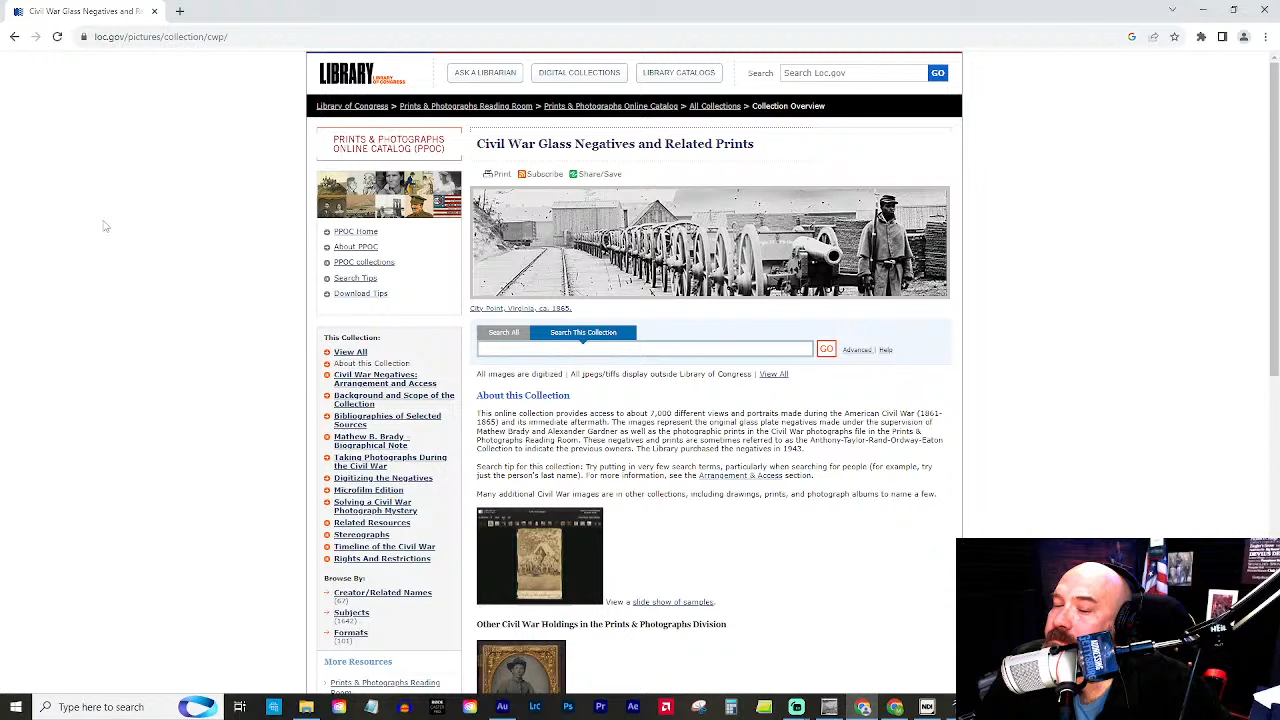 Civil War Glass Negatives and Re
loc.gov/pictures/collection/cwp/
LIBRARY
LIBRARY
OF CONGRESS
ASK A LIBRARIAN
DIGITAL COLLECTIONS
LIBRARY CATALOGS
Search
Search Loc.gov
GO
Library of Congress > Prints & Photographs Reading Room > Prints & Photographs Online Catalog > All Collections > Collection Overview
PRINTS & PHOTOGRAPHS
ONLINE CATALOG (PPOC)
PPOC Home
About PPOC
PPOC collections
Search Tips
Download Tips
This Collection:
View All
About this Collection
Civil War Negatives:
Arrangement and Access
Background and Scope of the
Collection
Bibliographies of Selected
Sources
Mathew B. Brady -
Biographical Note
Taking Photographs During
the Civil War
Digitizing the Negatives
Microfilm Edition
Solving a Civil War
Photograph Mystery
Related Resources
Stereographs
Timeline of the Civil War
Rights And Restrictions
Browse By:
Creator/Related Names
(67)
Subjects
(1642)
Formats
(101)
More Resources
Prints & Photographs Reading
Room
Civil War Glass Negatives and Related Prints
Print Subscribe Share/Save
City Point, Virginia, ca. 1865.
Search All
Search This Collection
GO
Advanced | Help
All images are digitized | All jpegs/tiffs display outside Library of Congress | View All
About this Collection
This online collection provides access to about 7,000 different views and portraits made during the American Civil War (1861-
1865) and its immediate aftermath. The images represent the original glass plate negatives made under the supervision of
Mathew Brady and Alexander Gardner as well as the photographic prints in the Civil War photographs file in the Prints &
Photographs Reading Room. These negatives and prints are sometimes referred to as the Anthony-Taylor-Rand-Ordway-Eaton
Collection to indicate the previous owners. The Library purchased the negatives in 1943.
Search tip for this collection: Try putting in very few search terms, particularly when searching for people (for example, try
just the person's last name). For more information, see the Arrangement & Access section.
Many additional Civil War images are in other collections, including drawings, prints, and photograph albums to name a few.
View a slide show of samples.
Other Civil War Holdings in the Prints & Photographs Division
Type here to search
Au
Lrc
Ps
Pr
Ae
NDI